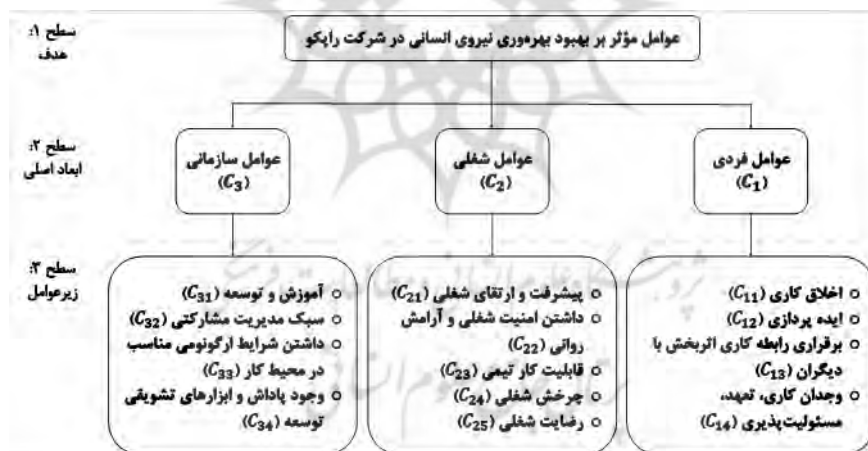 سطح ۱:
هدف
عوامل مؤثر بر بهبود بهره‌وری نیروی انسانی در شرکت راپکو
سطح ۲:
ابعاد اصلی
عوامل فردی
(C₁)
عوامل شغلی
(C₂)
عوامل سازمانی
(C₃)
سطح ۳:
زیرعوامل
اخلاق کاری (C₁₁)
ایده پردازی (C₁₂)
برقراری رابطه کاری اثربخش با
دیگران (C₁₃)
وجدان کاری، تعهد،
مسئولیت‌پذیری (C₁₄)
پیشرفت و ارتقای شغلی (C₂₁)
داشتن امنیت شغلی و آرامش
روانی (C₂₂)
قابلیت کار تیمی (C₂₃)
چرخش شغلی (C₂₄)
رضایت شغلی (C₂₅)
آموزش و توسعه (C₃₁)
سبک مدیریت مشارکتی (C₃₂)
داشتن شرایط ارگونومی مناسب
در محیط کار (C₃₃)
وجود پاداش و ابزارهای تشویقی
توسعه (C₃₄)